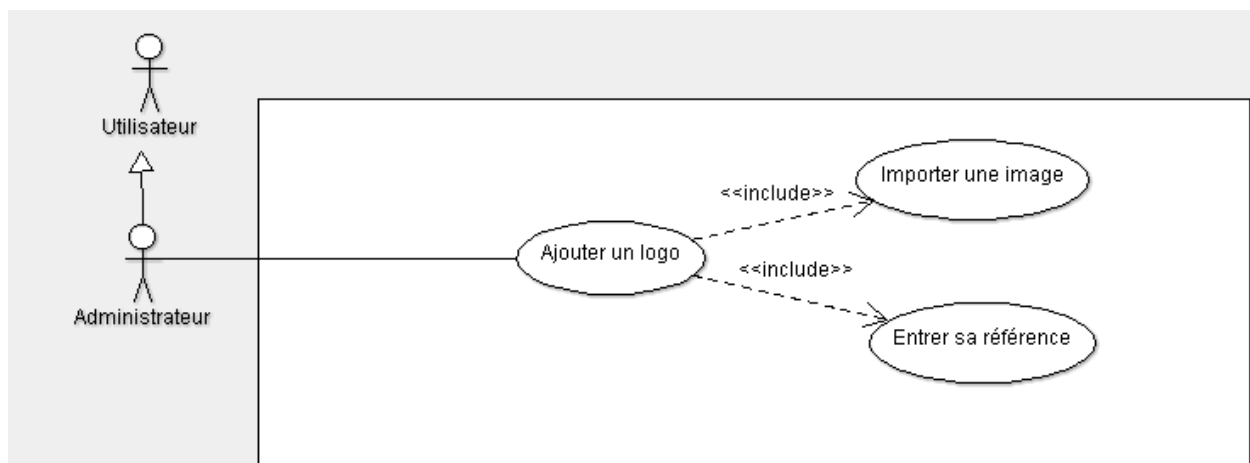 Utilisateur
Importer une image
<<include>>
Ajouter un logo
<<include>>
Administrateur
Entrer sa référence